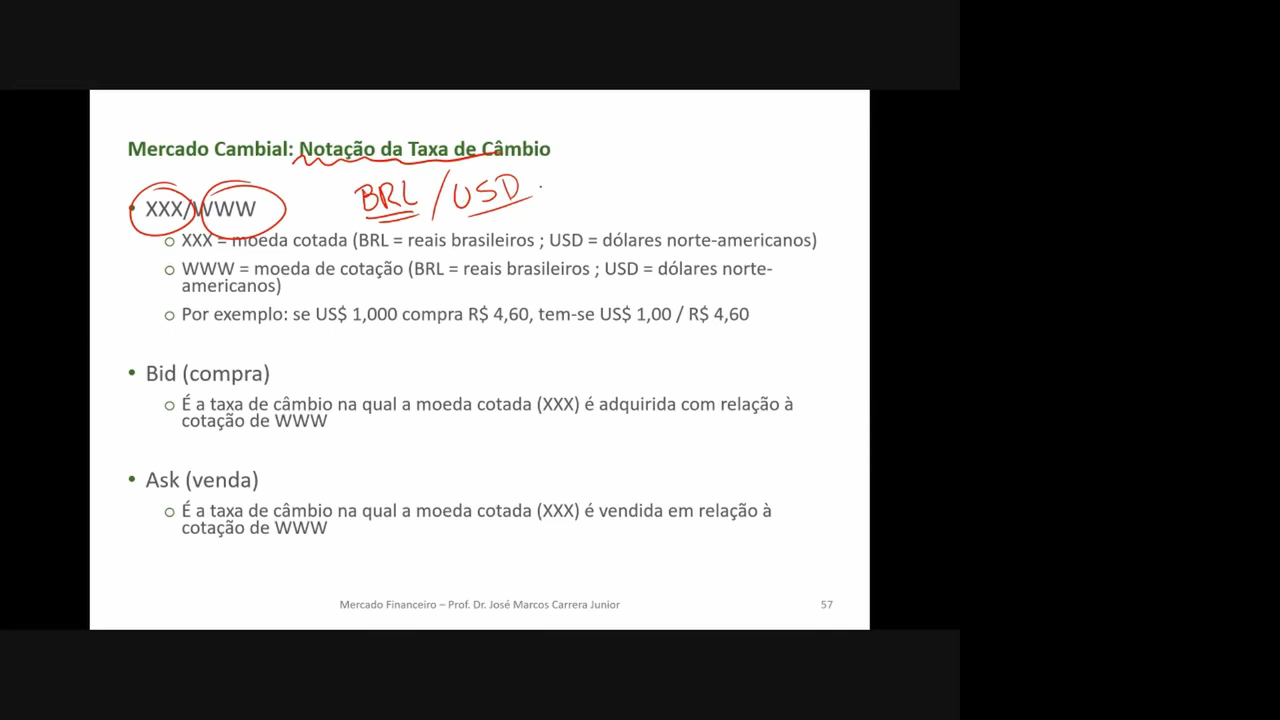 Mercado Cambial: Notação da Taxa de Câmbio
BRL / USD
• XXX/WWW
o XXX = moeda cotada (BRL = reais brasileiros ; USD = dólares norte-americanos)
o WWW = moeda de cotação (BRL = reais brasileiros ; USD = dólares norte-
americanos)
o Por exemplo: se US$ 1,000 compra R$ 4,60, tem-se US$ 1,00 / R$ 4,60
• Bid (compra)
o É a taxa de câmbio na qual a moeda cotada (XXX) é adquirida com relação à
cotação de WWW
• Ask (venda)
o É a taxa de câmbio na qual a moeda cotada (XXX) é vendida em relação à
cotação de WWW
Mercado Financeiro – Prof. Dr. José Marcos Carrera Junior
57